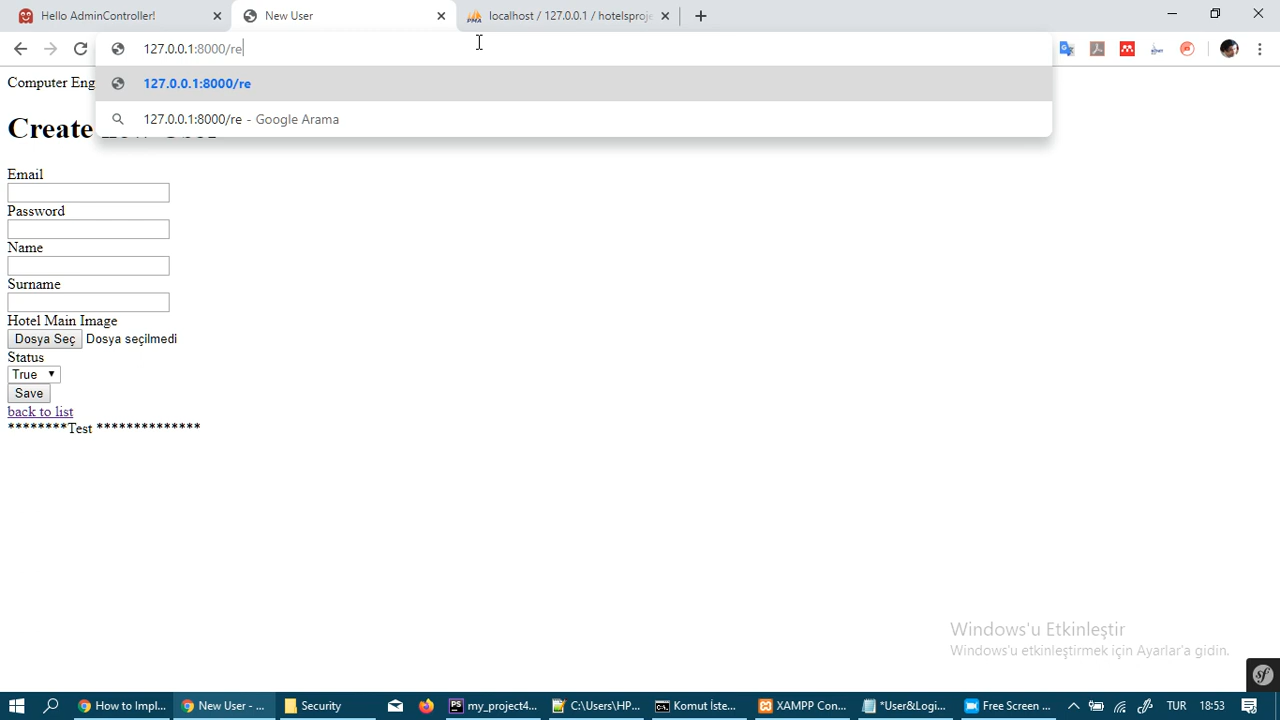 Hello AdminController!
New User
localhost / 127.0.0.1 / hotelsproje
127.0.0.1:8000/re
127.0.0.1:8000/re
127.0.0.1:8000/re - Google Arama
Computer Eng
Create
Email
Password
Name
Surname
Hotel Main Image
Dosya Seç Dosya seçilmedi
Status
True
Save
back to list
********Test **************
Windows'u Etkinleştir
Windows'u etkinleştirmek için Ayarlar'a gidin.
How to Impl...
New User - ...
Security
my_project4...
C:\Users\HP...
Komut İste...
XAMPP Con...
*User&Logi...
Free Screen ...
TUR
18:53